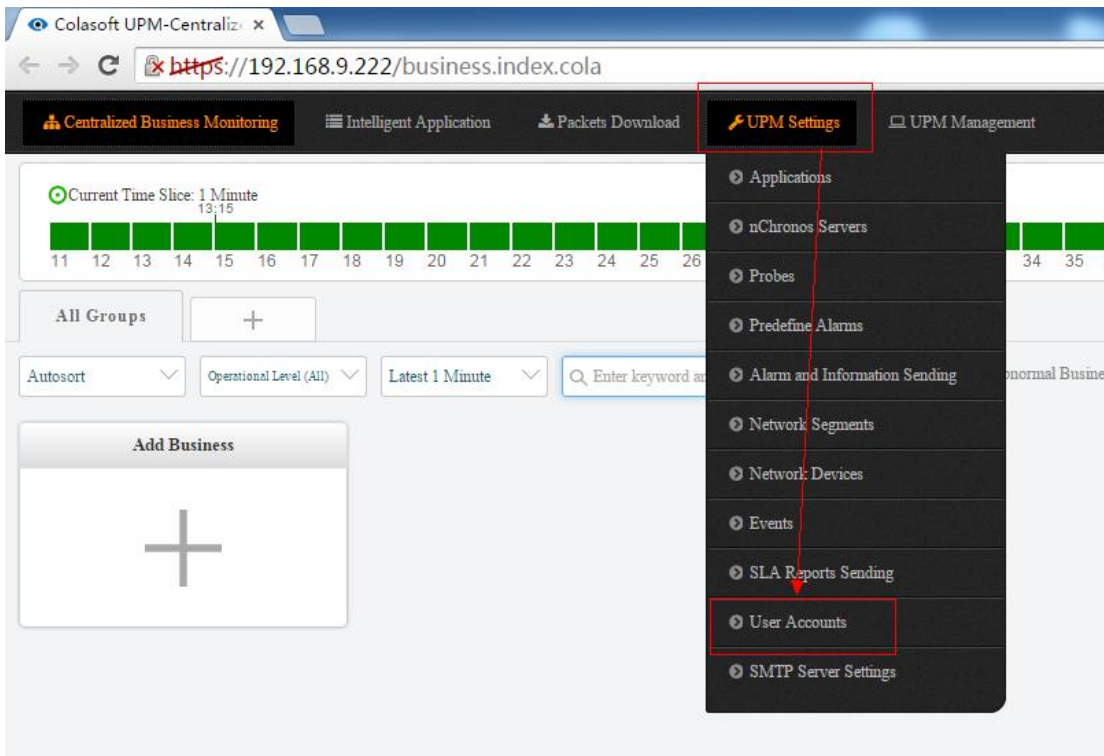 Colasoft UPM-Centraliz
https://192.168.9.222/business.index.cola
Centralized Business Monitoring Intelligent Application Packets Download UPM Settings UPM Management
Current Time Slice: 1 Minute
13:15
11 12 13 14 15 16 17 18 19 20 21 22 23 24 25 26 34 35
All Groups
Autosort Operational Level (All) Latest 1 Minute Enter keyword an
Add Business
Applications
nChronos Servers
Probes
Predefine Alarms
Alarm and Information Sending
Network Segments
Network Devices
Events
SLA Reports Sending
User Accounts
SMTP Server Settings